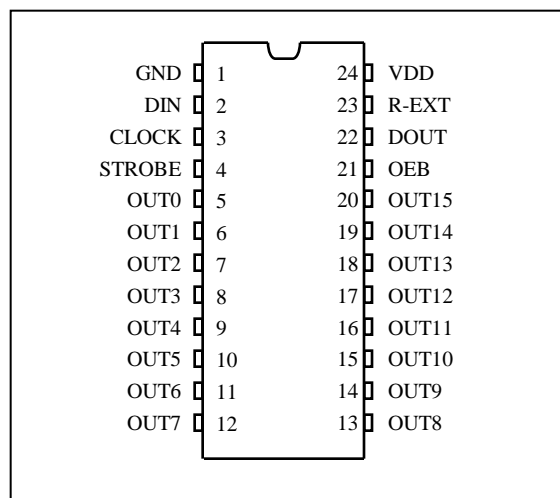 GND 1 24 VDD
DIN 2 23 R-EXT
CLOCK 3 22 DOUT
STROBE 4 21 OEB
OUT0 5 20 OUT15
OUT1 6 19 OUT14
OUT2 7 18 OUT13
OUT3 8 17 OUT12
OUT4 9 16 OUT11
OUT5 10 15 OUT10
OUT6 11 14 OUT9
OUT7 12 13 OUT8